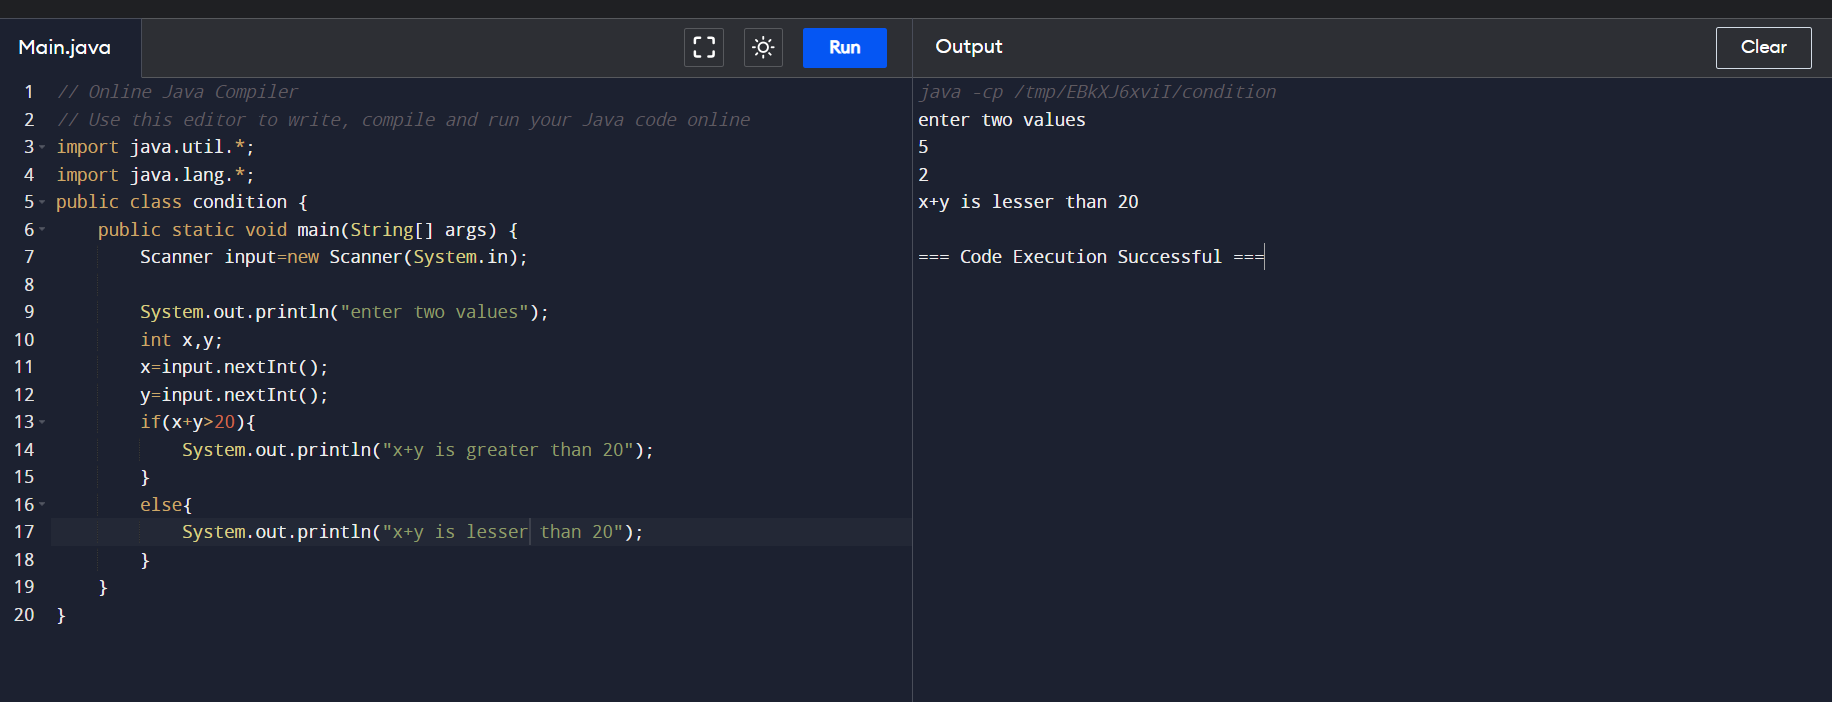 Main.java
Run
Output
Clear
1 // Online Java Compiler
2 // Use this editor to write, compile and run your Java code online
3 import java.util.*;
4 import java.lang.*;
5 public class condition {
6     public static void main(String[] args) {
7         Scanner input=new Scanner(System.in);
8
9         System.out.println("enter two values");
10         int x,y;
11         x=input.nextInt();
12         y=input.nextInt();
13         if(x+y>20){
14             System.out.println("x+y is greater than 20");
15         }
16         else{
17             System.out.println("x+y is lesser than 20");
18         }
19     }
20 }
java -cp /tmp/EBkXJ6xviI/condition
enter two values
5
2
x+y is lesser than 20
=== Code Execution Successful ===